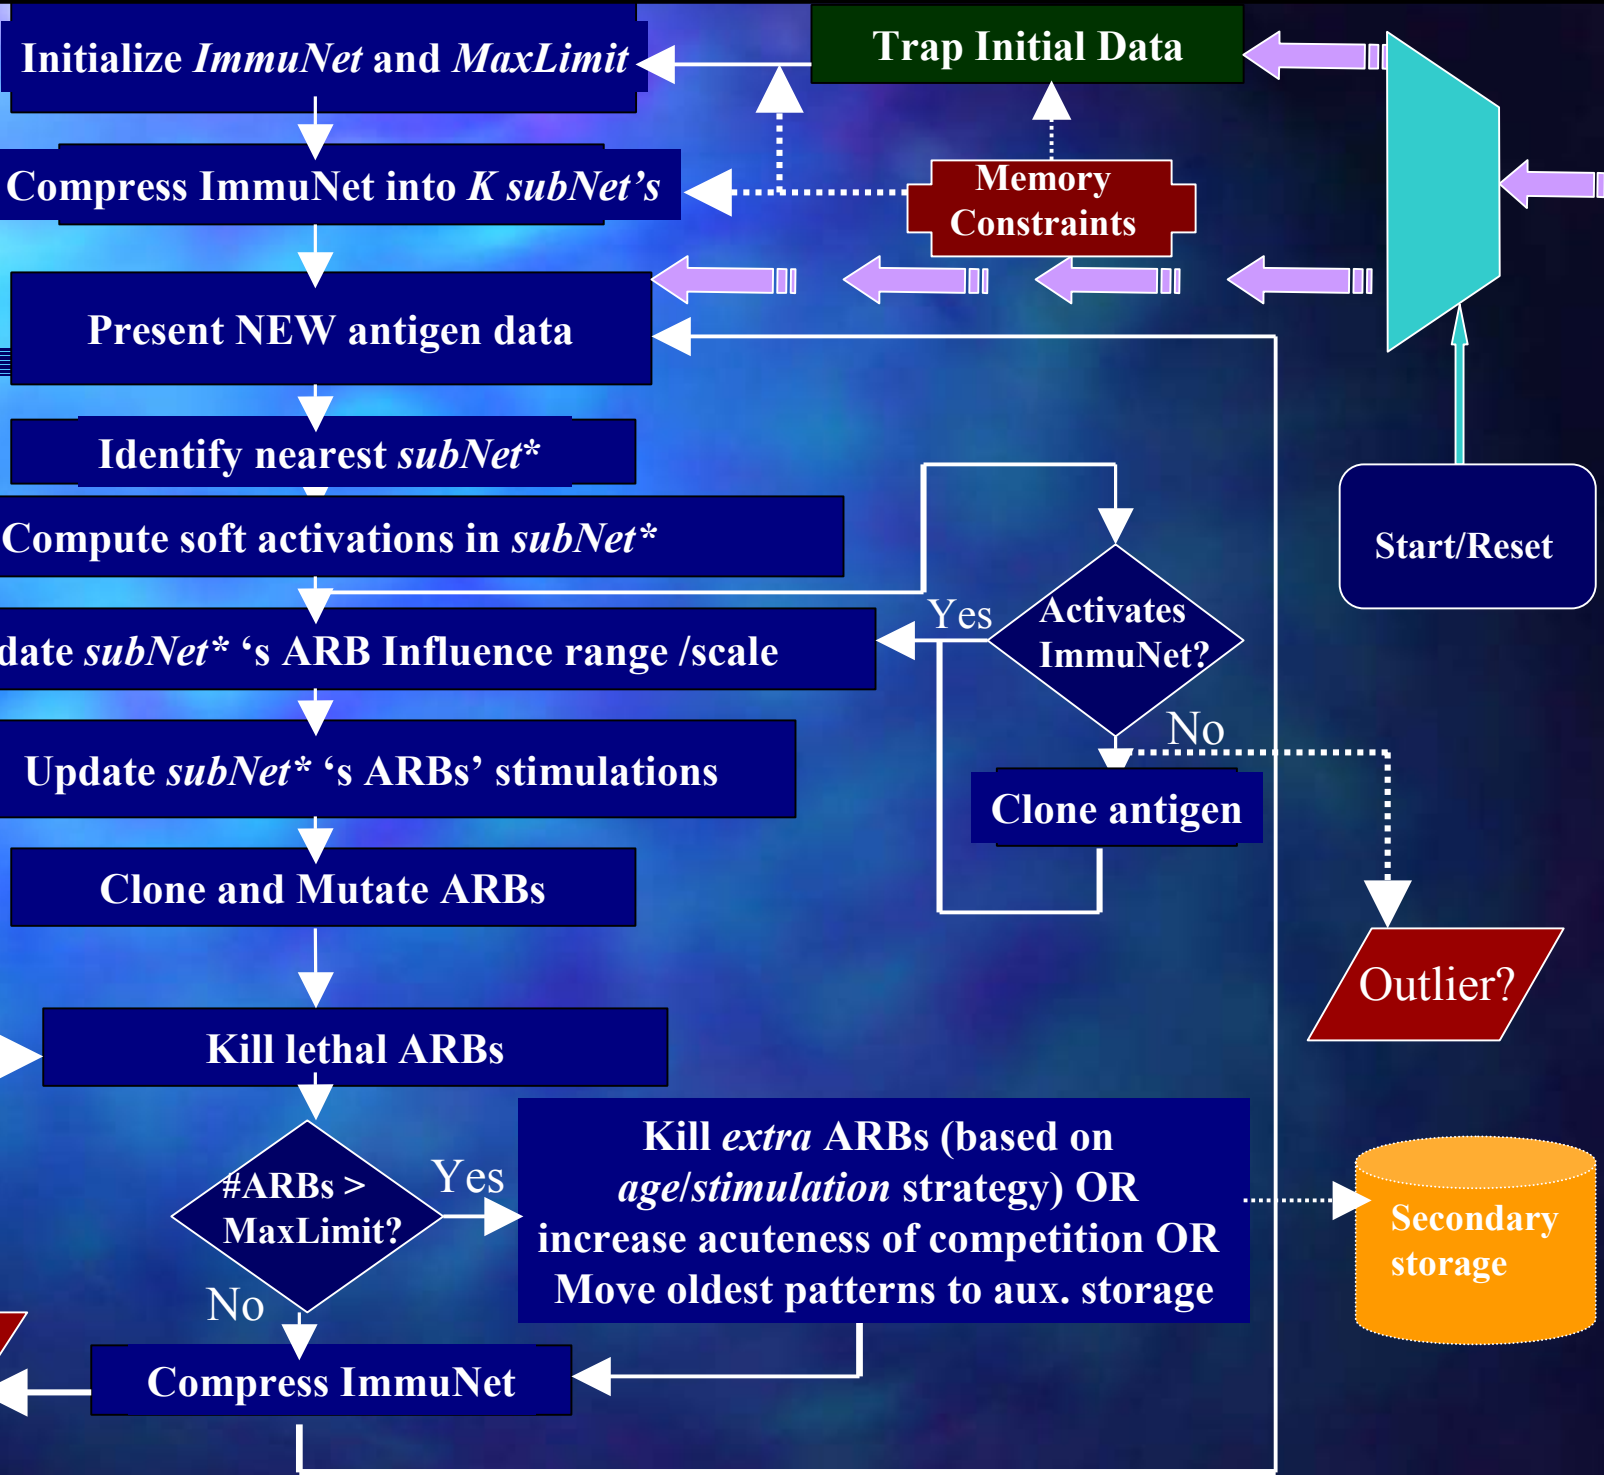 Initialize ImmuNet and MaxLimit
Trap Initial Data
Compress ImmuNet into K subNet’s
Memory
Constraints
Present NEW antigen data
Identify nearest subNet*
Compute soft activations in subNet*
Start/Reset
date subNet* ‘s ARB Influence range /scale
Yes
Activates
ImmuNet?
No
Update subNet* ‘s ARBs’ stimulations
Clone antigen
Clone and Mutate ARBs
Outlier?
Kill lethal ARBs
#ARBs >
MaxLimit?
Yes
No
Kill extra ARBs (based on
age/stimulation strategy) OR
increase acuteness of competition OR
Move oldest patterns to aux. storage
Secondary
storage
Compress ImmuNet